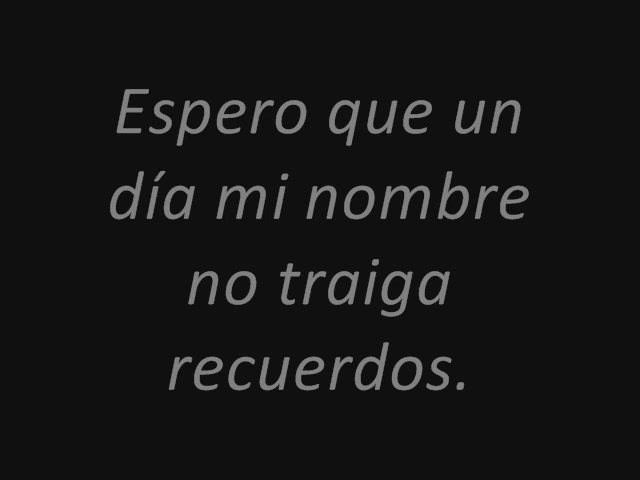 Espero que un
día mi nombre
no traiga
recuerdos.